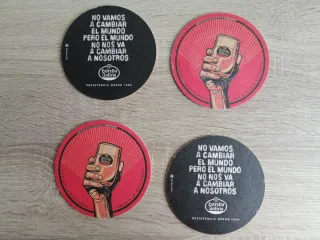 NO VAMOS
A CAMBIAR
EL MUNDO
PERO EL MUNDO
NO NOS VA
A CAMBIAR
A NOSOTROS
Estrella
Galicia
RESISTENCIA DESDE 1906
NO VAMOS
A CAMBIAR
EL MUNDO
PERO EL MUNDO
NO NOS VA
A CAMBIAR
A NOSOTROS
Estrella
Galicia
RESISTENCIA DESDE 1906